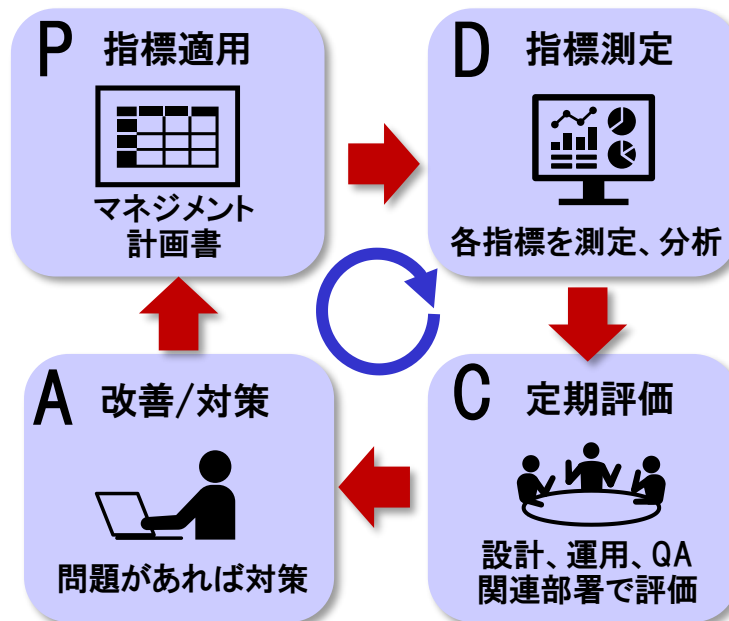 P 指標適用
マネジメント
計画書
D 指標測定
各指標を測定、分析
C 定期評価
設計、運用、QA
関連部署で評価
A 改善/対策
問題があれば対策